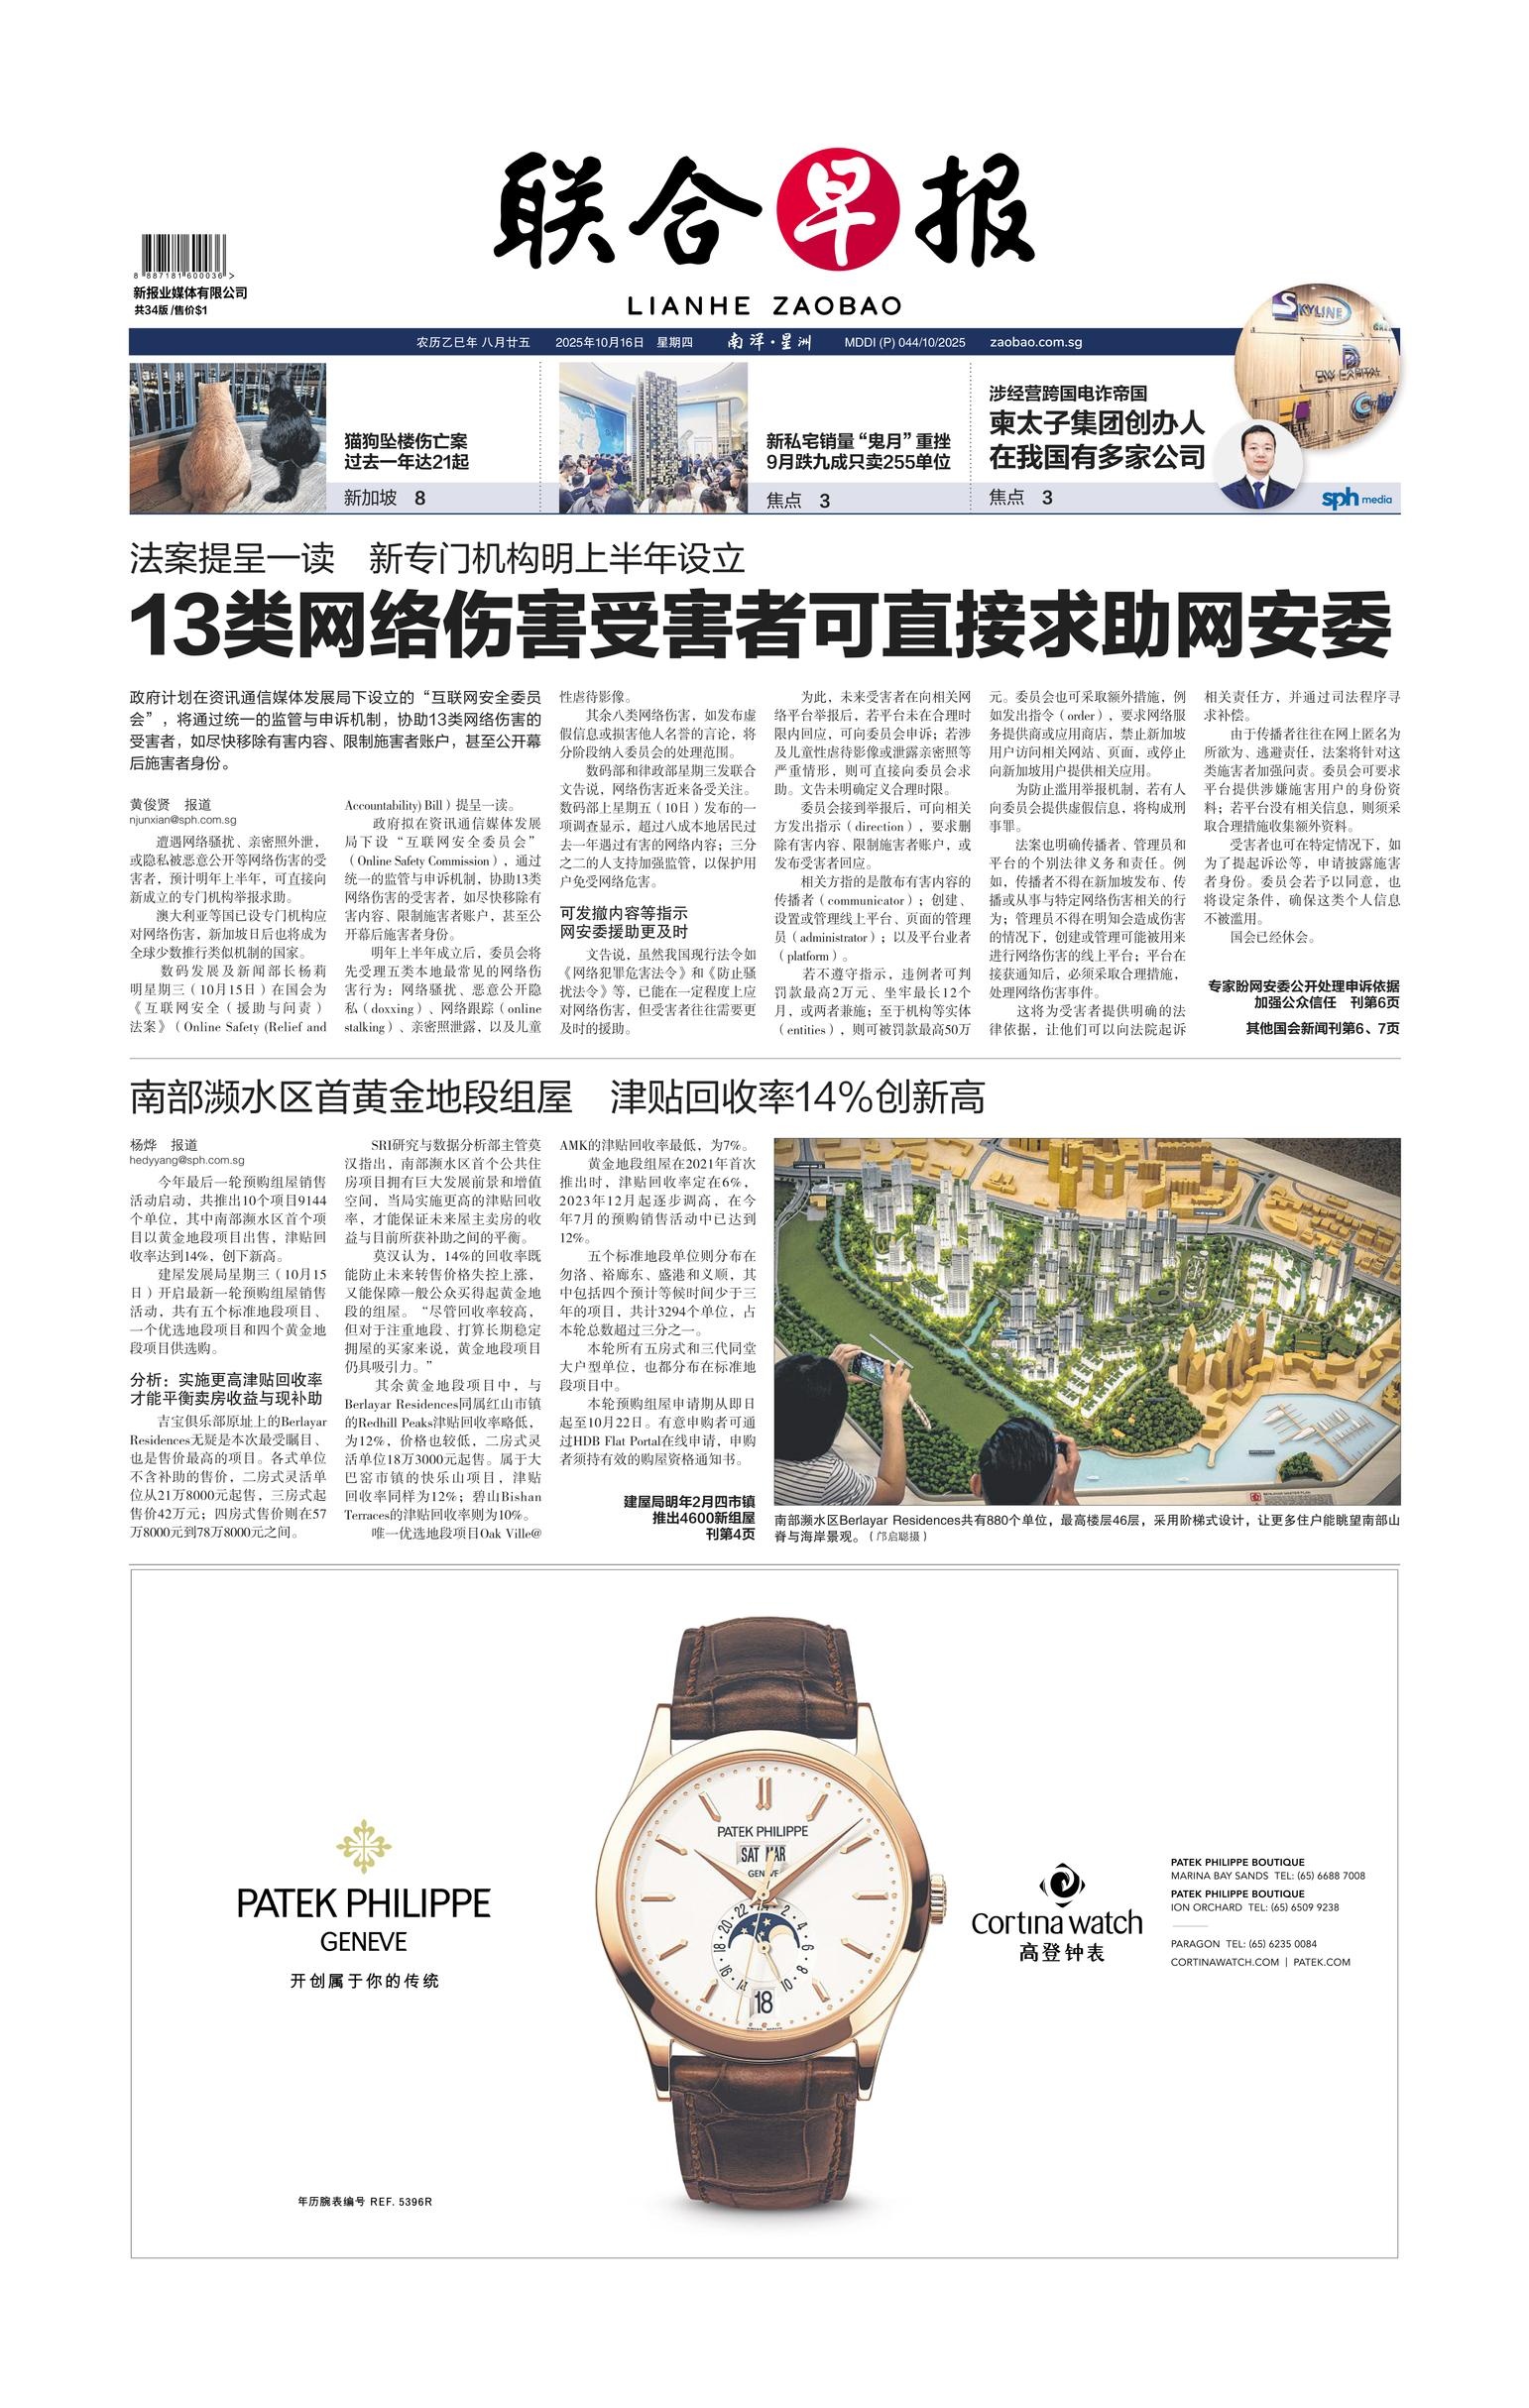 联合早报
LIANHE ZAOBAO
8 887181 600036 >
新报业媒体有限公司
共34版 /售价$1
农历乙巳年 八月廿五 2025年10月16日 星期四 南洋·星洲 MDDI (P) 044/10/2025 zaobao.com.sg
猫狗坠楼伤亡案
过去一年达21起
新加坡 8
新私宅销量“鬼月”重挫
9月跌九成只卖255单位
焦点 3
涉经营跨国电诈帝国
柬太子集团创办人
在我国有多家公司
焦点 3
SKYLINE
DW CAPITAL
sph media
法案提呈一读 新专门机构明上半年设立
13类网络伤害受害者可直接求助网安委
政府计划在资讯通信媒体发展局下设立的“互联网安全委员
会”，将通过统一的监管与申诉机制，协助13类网络伤害的
受害者，如尽快移除有害内容、限制施害者账户，甚至公开幕
后施害者身份。
黄俊贤 报道
njunxian@sph.com.sg
遭遇网络骚扰、亲密照外泄，
或隐私被恶意公开等网络伤害的受
害者，预计明年上半年，可直接向
新成立的专门机构举报求助。
澳大利亚等国已设专门机构应
对网络伤害，新加坡日后也将成为
全球少数推行类似机制的国家。
数码发展及新闻部长杨莉
明星期三（10月15日）在国会为
《互联网安全（援助与问责）
法案》（Online Safety (Relief and
Accountability) Bill）提呈一读。
政府拟在资讯通信媒体发展
局下设“互联网安全委员会”
（Online Safety Commission），通过
统一的监管与申诉机制，协助13类
网络伤害的受害者，如尽快移除有
害内容、限制施害者账户，甚至公
开幕后施害者身份。
明年上半年成立后，委员会将
先受理五类本地最常见的网络伤
害行为：网络骚扰、恶意公开隐
私（doxxing）、网络跟踪（online
stalking）、亲密照泄露，以及儿童
性虐待影像。
其余八类网络伤害，如发布虚
假信息或损害他人名誉的言论，将
分阶段纳入委员会的处理范围。
数码部和律政部星期三发联合
文告说，网络伤害近来备受关注。
数码部上星期五（10日）发布的一
项调查显示，超过八成本地居民过
去一年遇过有害的网络内容；三分
之二的人支持加强监管，以保护用
户免受网络危害。
可发撤内容等指示
网安委援助更及时
文告说，虽然我国现行法令如
《网络犯罪危害法令》和《防止骚
扰法令》等，已能在一定程度上应
对网络伤害，但受害者往往需要更
及时的援助。
为此，未来受害者在向相关网
络平台举报后，若平台未在合理时
限内回应，可向委员会申诉；若涉
及儿童性虐待影像或泄露亲密照等
严重情形，则可直接向委员会求
助。文告未明确定义合理时限。
委员会接到举报后，可向相关
方发出指示（direction），要求删
除有害内容、限制施害者账户，或
发布受害者回应。
相关方指的是散布有害内容的
传播者（communicator）；创建、
设置或管理线上平台、页面的管理
员（administrator）；以及平台业者
（platform）。
若不遵守指示，违例者可判
罚款最高2万元、坐牢最长12个
月，或两者兼施；至于机构等实体
（entities），则可被罚款最高50万
元。委员会也可采取额外措施，例
如发出指令（order），要求网络服
务提供商或应用商店，禁止新加坡
用户访问相关网站、页面，或停止
向新加坡用户提供相关应用。
为防止滥用举报机制，若有人
向委员会提供虚假信息，将构成刑
事罪。
法案也明确传播者、管理员和
平台的个别法律义务和责任。例
如，传播者不得在新加坡发布、传
播或从事与特定网络伤害相关的行
为；管理员不得在明知会造成伤害
的情况下，创建或管理可能被用来
进行网络伤害的线上平台；平台在
接获通知后，必须采取合理措施，
处理网络伤害事件。
这将为受害者提供明确的法
律依据，让他们可以向法院起诉
相关责任方，并通过司法程序寻
求补偿。
由于传播者往往在网上匿名为
所欲为、逃避责任，法案将针对这
类施害者加强问责。委员会可要求
平台提供涉嫌施害用户的身份资
料；若平台没有相关信息，则须采
取合理措施收集额外资料。
受害者也可在特定情况下，如
为了提起诉讼等，申请披露施害
者身份。委员会若予以同意，也
将设定条件，确保这类个人信息
不被滥用。
国会已经休会。
专家盼网安委公开处理申诉依据
加强公众信任 刊第6页
其他国会新闻刊第6、7页
南部濒水区首黄金地段组屋 津贴回收率14%创新高
杨烨 报道
hedyyang@sph.com.sg
今年最后一轮预购组屋销售
活动启动，共推出10个项目9144
个单位，其中南部濒水区首个项
目以黄金地段项目出售，津贴回
收率达到14%，创下新高。
建屋发展局星期三（10月15
日）开启最新一轮预购组屋销售
活动，共有五个标准地段项目、
一个优选地段项目和四个黄金地
段项目供选购。
分析：实施更高津贴回收率
才能平衡卖房收益与现补助
吉宝俱乐部原址上的Berlayar
Residences无疑是本次最受瞩目、
也是售价最高的项目。各式单位
不含补助的售价，二房式灵活单
位从21万8000元起售，三房式起
售价42万元；四房式售价则在57
万8000元到78万8000元之间。
SRI研究与数据分析部主管莫
汉指出，南部濒水区首个公共住
房项目拥有巨大发展前景和增值
空间，当局实施更高的津贴回收
率，才能保证未来屋主卖房的收
益与目前所获补助之间的平衡。
莫汉认为，14%的回收率既
能防止未来转售价格失控上涨，
又能保障一般公众买得起黄金地
段的组屋。“尽管回收率较高，
但对于注重地段、打算长期稳定
拥屋的买家来说，黄金地段项目
仍具吸引力。”
其余黄金地段项目中，与
Berlayar Residences同属红山市镇
的Redhill Peaks津贴回收率略低，
为12%，价格也较低，二房式灵
活单位18万3000元起售。属于大
巴窑市镇的快乐山项目，津贴
回收率同样为12%；碧山Bishan
Terraces的津贴回收率则为10%。
唯一优选地段项目Oak Ville@
AMK的津贴回收率最低，为7%。
黄金地段组屋在2021年首次
推出时，津贴回收率定在6%，
2023年12月起逐步调高，在今
年7月的预购销售活动中已达到
12%。
五个标准地段单位则分布在
勿洛、裕廊东、盛港和义顺，其
中包括四个预计等候时间少于三
年的项目，共计3294个单位，占
本轮总数超过三分之一。
本轮所有五房式和三代同堂
大户型单位，也都分布在标准地
段项目中。
本轮预购组屋申请期从即日
起至10月22日。有意申购者可通
过HDB Flat Portal在线申请，申购
者须持有效的购屋资格通知书。
建屋局明年2月四市镇
推出4600新组屋
刊第4页
南部濒水区Berlayar Residences共有880个单位，最高楼层46层，采用阶梯式设计，让更多住户能眺望南部山
脊与海岸景观。（邝启聪摄）
PATEK PHILIPPE
GENEVE
开创属于你的传统
年历腕表编号 REF. 5396R
PATEK PHILIPPE
SAT MAR
GENEVE
22 2 4 6 8 10 14 16 18 20
18
Cortina watch
高登钟表
PATEK PHILIPPE BOUTIQUE
MARINA BAY SANDS TEL: (65) 6688 7008
PATEK PHILIPPE BOUTIQUE
ION ORCHARD TEL: (65) 6509 9238
PARAGON TEL: (65) 6235 0084
CORTINAWATCH.COM | PATEK.COM